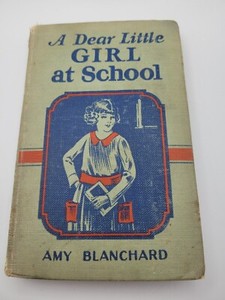 A Dear Little
GIRL
at School
AMY BLANCHARD